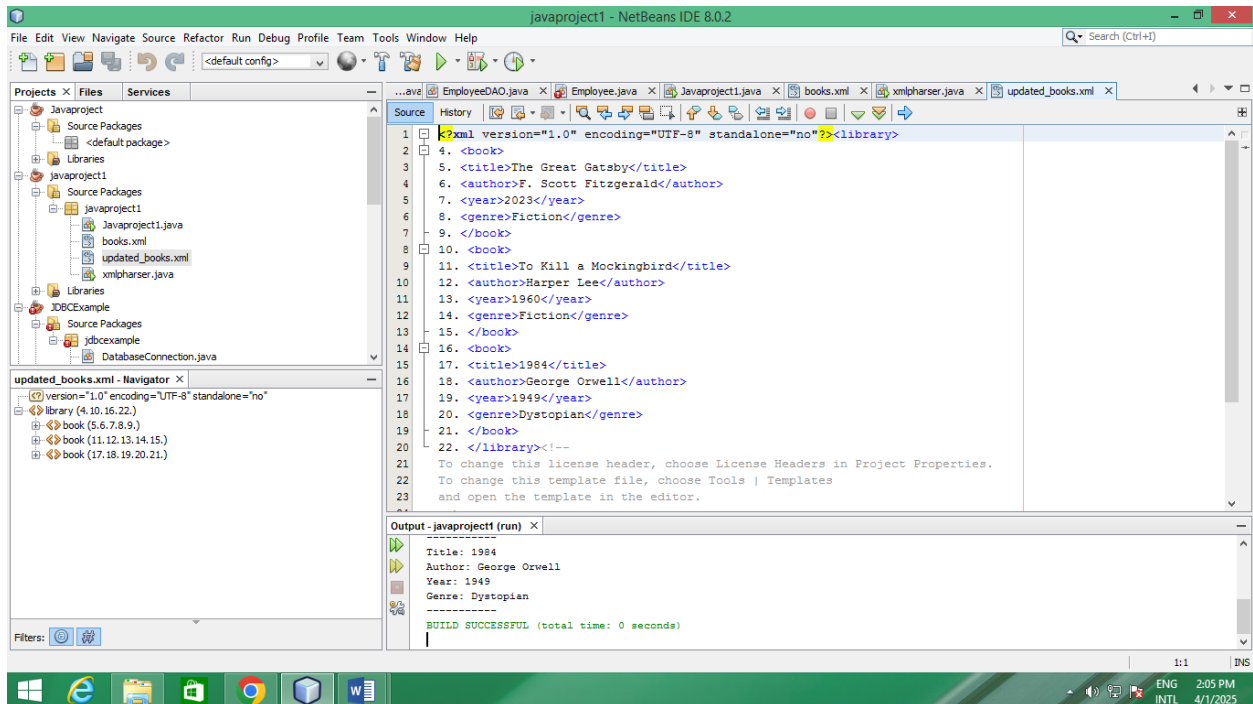 javaproject1 - NetBeans IDE 8.0.2
File Edit View Navigate Source Refactor Run Debug Profile Team Tools Window Help
Search (Ctrl+I)
<default config>
Projects Files Services
Javaproject
Source Packages
<default package>
Libraries
javaproject1
Source Packages
javaproject1
Javaproject1.java
books.xml
updated_books.xml
xmlpharser.java
Libraries
JDBCExample
Source Packages
jdbcexample
DatabaseConnection.java
updated_books.xml - Navigator
version="1.0" encoding="UTF-8" standalone="no"
library (4.10.16.22.)
book (5.6.7.8.9.)
book (11.12.13.14.15.)
book (17.18.19.20.21.)
Filters:
...ava EmployeeDAO.java Employee.java Javaproject1.java books.xml xmlpharser.java updated_books.xml
Source History
1 <?xml version="1.0" encoding="UTF-8" standalone="no"?><library>
2 4. <book>
3 5. <title>The Great Gatsby</title>
4 6. <author>F. Scott Fitzgerald</author>
5 7. <year>2023</year>
6 8. <genre>Fiction</genre>
7 9. </book>
8 10. <book>
9 11. <title>To Kill a Mockingbird</title>
10 12. <author>Harper Lee</author>
11 13. <year>1960</year>
12 14. <genre>Fiction</genre>
13 15. </book>
14 16. <book>
15 17. <title>1984</title>
16 18. <author>George Orwell</author>
17 19. <year>1949</year>
18 20. <genre>Dystopian</genre>
19 21. </book>
20 22. </library><!--
21 To change this license header, choose License Headers in Project Properties.
22 To change this template file, choose Tools | Templates
23 and open the template in the editor.
Output - javaproject1 (run)
-----------
Title: 1984
Author: George Orwell
Year: 1949
Genre: Dystopian
-----------
BUILD SUCCESSFUL (total time: 0 seconds)
1:1 INS
ENG 2:05 PM
INTL 4/1/2025